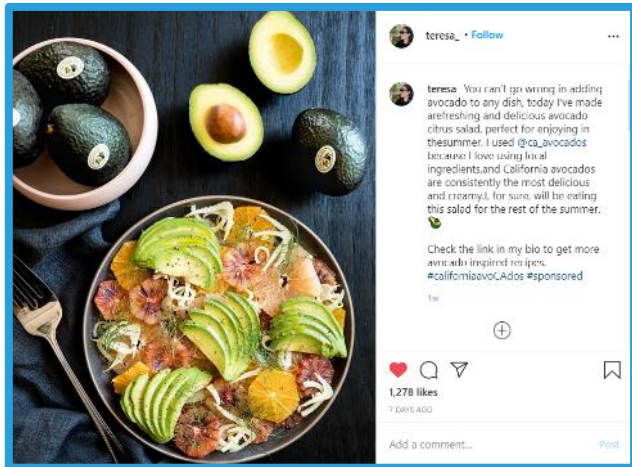 teresa_ • Follow
teresa You can't go wrong in adding
avocado to any dish, today I've made
arefreshing and delicious avocado
citrus salad, perfect for enjoying in
thesummer. I used @ca_avocados
because I love using local
ingredients,and California avocados
are consistently the most delicious
and creamy.I, for sure, will be eating
this salad for the rest of the summer.
Check the link in my bio to get more
avocado inspired recipes.
#californiaavoCAdos #sponsored
1w
1,278 likes
7 DAYS AGO
Add a comment...
Post